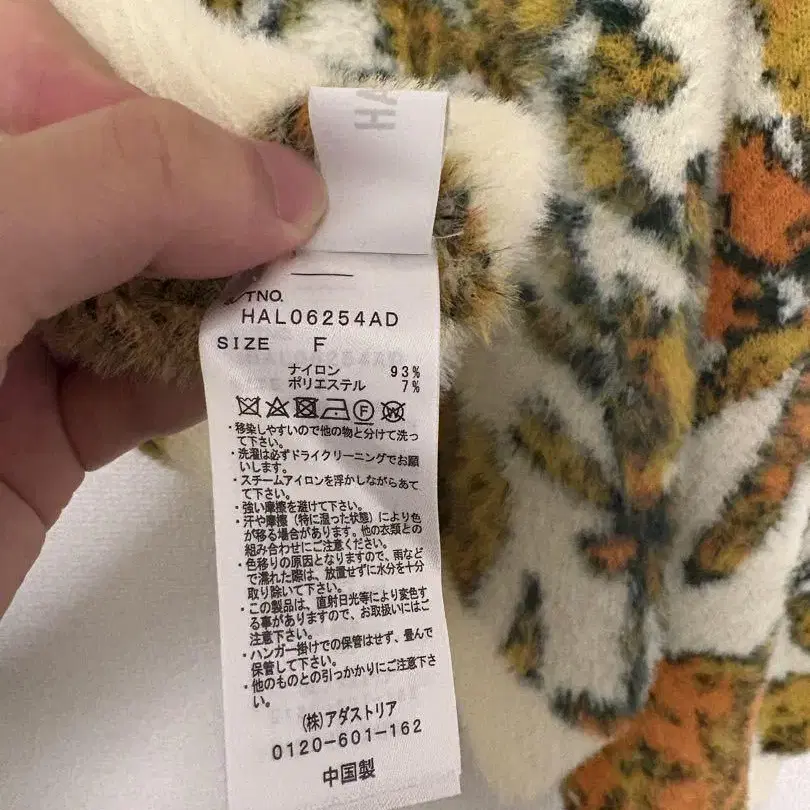 HA
TNO.
HAL06254AD
SIZE F
ナイロン 93%
ポリエステル 7%
・移染しやすいので他の物と分けて洗っ
て下さい。
・洗濯は必ずドライクリーニングでお願
いします。
・スチームアイロンを浮かしながらあて
て下さい。
・強い摩擦を避けて下さい。
・汗や摩擦（特に湿った状態）により色
が移る場合があります。他の衣類との
組み合わせにご注意ください。
・色移りの原因となりますので、雨など
で濡れた際は、放置せずに水分を十分
取り除いて下さい。
・この製品は、直射日光等により変色す
る事がありますので、お取扱いにはご
注意下さい。
・ハンガー掛けでの保管はせず、畳んで
保管して下さい。
・他のものとの引っかかりにご注意下さ
い。
(株)アダストリア
0120-601-162
中国製